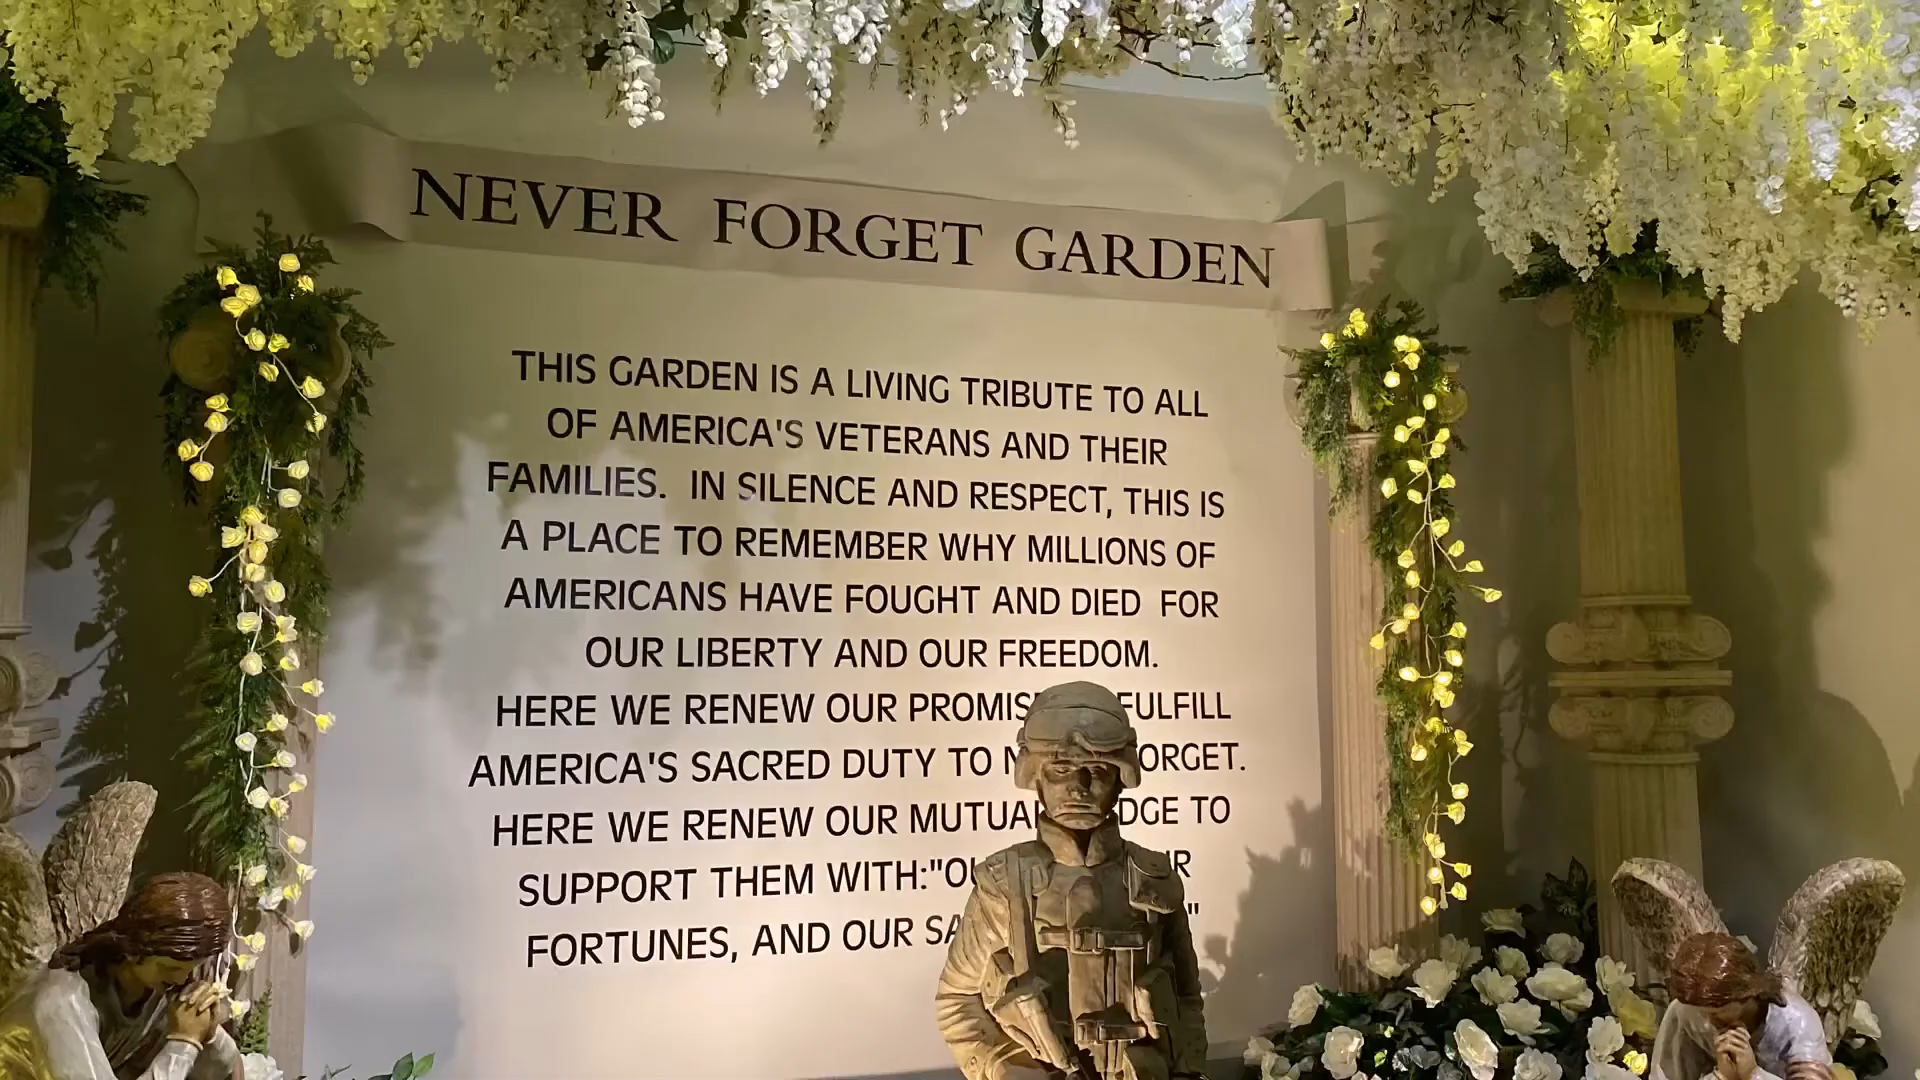 NEVER FORGET GARDEN
THIS GARDEN IS A LIVING TRIBUTE TO ALL
OF AMERICA'S VETERANS AND THEIR
FAMILIES. IN SILENCE AND RESPECT, THIS IS
A PLACE TO REMEMBER WHY MILLIONS OF
AMERICANS HAVE FOUGHT AND DIED FOR
OUR LIBERTY AND OUR FREEDOM.
HERE WE RENEW OUR FULFILL
AMERICA'S SACRED DUTY TO
HERE WE RENEW OUR TO
SUPPORT THEM WITH:
FORTUNES, AND OUR